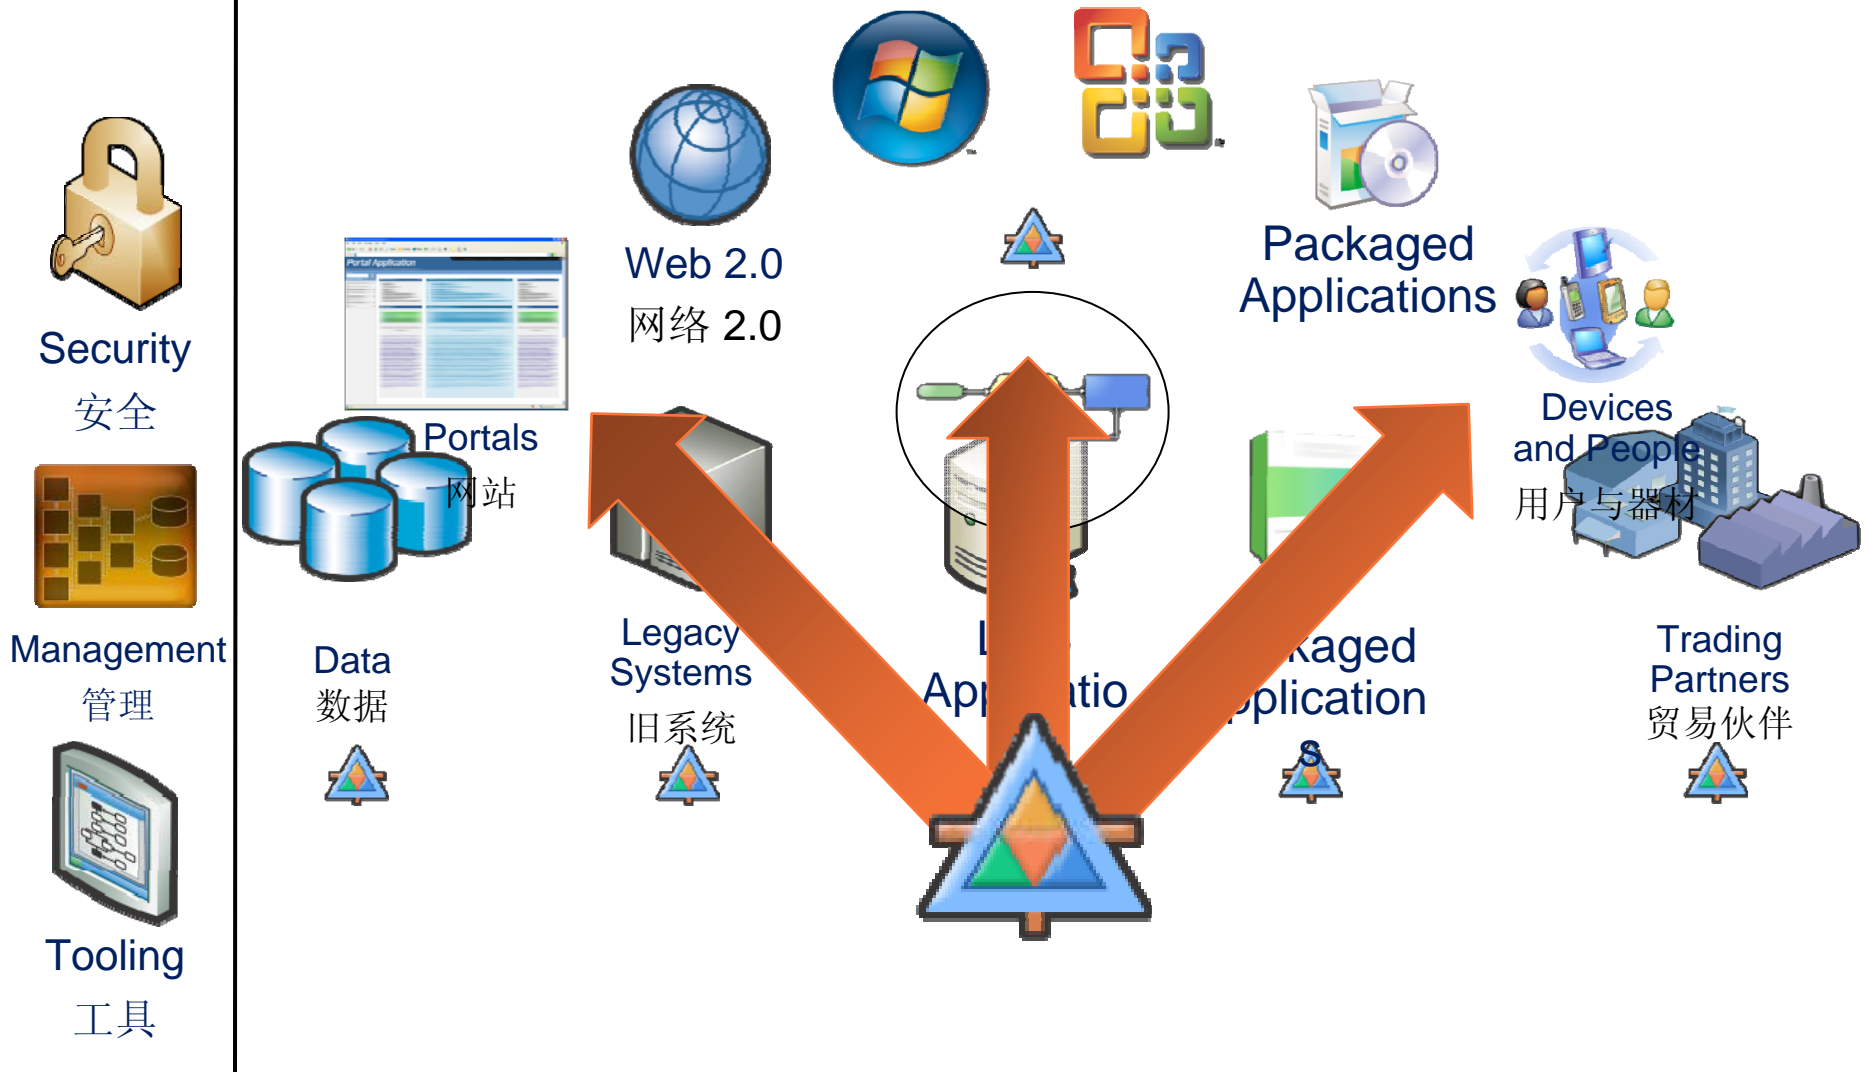 Security
安全
Management
管理
Tooling
工具
Web 2.0
网络 2.0
Packaged
Applications
Portal Application
Portals
网站
Devices
and People
用户与器材
Data
数据
Legacy
Systems
旧系统
Trading
Partners
贸易伙伴